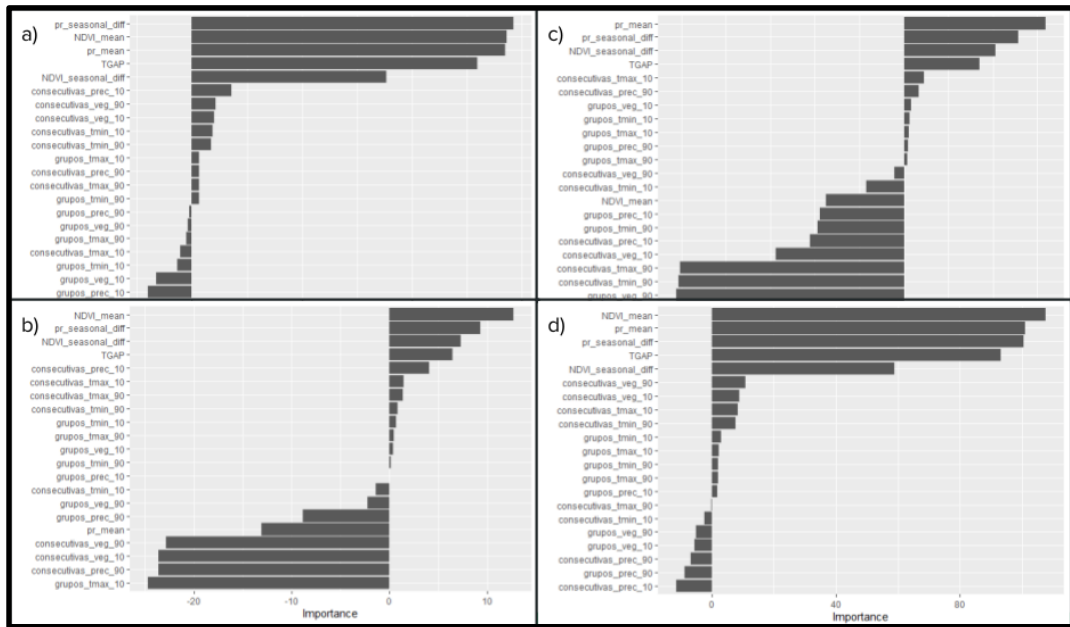 a)
pr_seasonal_diff
NDVI_mean
pr_mean
TGAP
NDVI_seasonal_diff
consecutivas_prec_10
consecutivas_veg_90
consecutivas_veg_10
consecutivas_tmin_10
consecutivas_tmin_90
grupos_tmax_10
consecutivas_prec_90
consecutivas_tmax_90
grupos_tmin_90
grupos_prec_90
grupos_veg_90
grupos_tmax_90
consecutivas_tmax_10
grupos_tmin_10
grupos_veg_10
grupos_prec_10
b)
NDVI_mean
pr_seasonal_diff
NDVI_seasonal_diff
TGAP
consecutivas_prec_10
consecutivas_tmax_10
consecutivas_tmax_90
consecutivas_tmin_90
grupos_tmin_10
grupos_tmax_90
grupos_veg_10
grupos_tmin_90
grupos_prec_10
consecutivas_tmin_10
grupos_veg_90
grupos_prec_90
pr_mean
consecutivas_veg_90
consecutivas_veg_10
consecutivas_prec_90
grupos_tmax_10
-20 -10 0 10
Importance
c)
pr_mean
pr_seasonal_diff
NDVI_seasonal_diff
TGAP
consecutivas_tmax_10
consecutivas_prec_90
grupos_veg_10
grupos_tmin_10
grupos_tmax_10
grupos_prec_90
grupos_tmax_90
consecutivas_veg_90
consecutivas_tmin_10
NDVI_mean
grupos_prec_10
grupos_tmin_90
consecutivas_prec_10
consecutivas_veg_10
consecutivas_tmax_90
consecutivas_tmin_90
grupos_veg_90
d)
NDVI_mean
pr_mean
pr_seasonal_diff
TGAP
NDVI_seasonal_diff
consecutivas_veg_90
consecutivas_veg_10
consecutivas_tmax_10
consecutivas_tmin_90
grupos_tmin_10
grupos_tmax_10
grupos_tmin_90
grupos_tmax_90
grupos_prec_10
consecutivas_tmax_90
consecutivas_tmin_10
grupos_veg_90
grupos_veg_10
consecutivas_prec_90
grupos_prec_90
consecutivas_prec_10
0 40 80
Importance